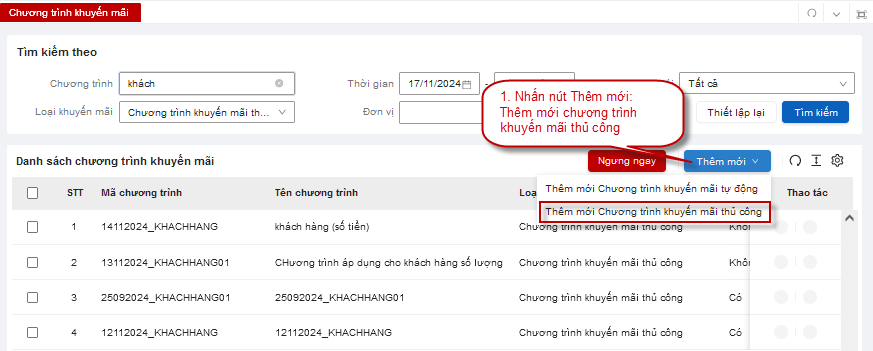 Chương trình khuyến mãi
Tìm kiếm theo
Chương trình khách Thời gian 17/11/2024 - Tất cả
Loại khuyến mãi Chương trình khuyến mãi th ... Đơn vị Thiết lập lại Tìm kiếm
1. Nhấn nút Thêm mới:
Thêm mới chương trình
khuyến mãi thủ công
Danh sách chương trình khuyến mãi Ngưng ngay Thêm mới
Thêm mới Chương trình khuyến mãi tự động
Thêm mới Chương trình khuyến mãi thủ công
STT Mã chương trình Tên chương trình Loạ Thao tác
1 14112024_KHACHHANG khách hàng (số tiền) Chương trình khuyến mãi thủ công Khôn
2 13112024_KHACHHANG01 CHương trình áp dụng cho khách hàng số lượng Chương trình khuyến mãi thủ công Khôn
3 25092024_KHACHHANG01 25092024_KHACHHANG01 Chương trình khuyến mãi thủ công Có
4 12112024_KHACHHANG 12112024_KHACHHANG Chương trình khuyến mãi thủ công Có